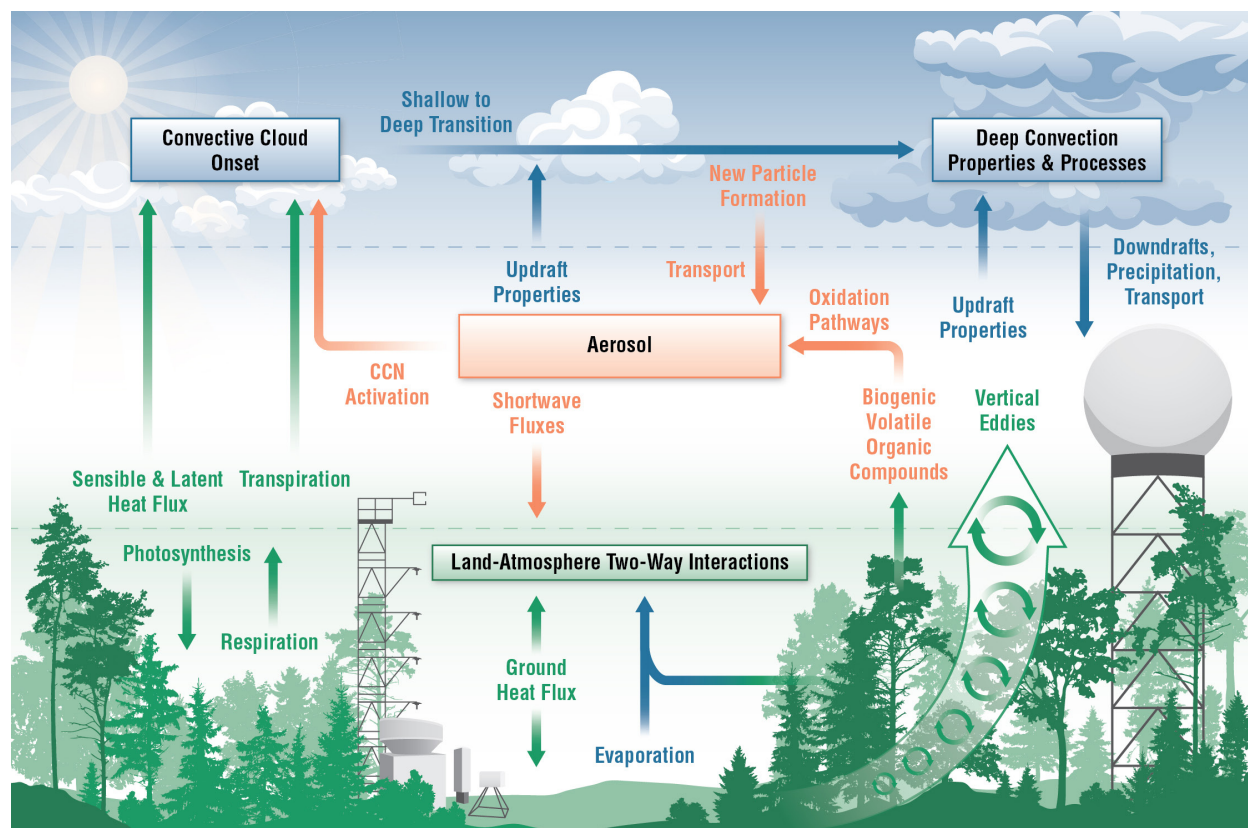 Shallow to
Deep Transition
Convective Cloud
Onset
Deep Convection
Properties & Processes
New Particle
Formation
Updraft
Properties
Transport
Oxidation
Pathways
Updraft
Properties
Downdrafts,
Precipitation,
Transport
Aerosol
CCN
Activation
Shortwave
Fluxes
Biogenic
Volatile
Organic
Compounds
Vertical
Eddies
Sensible & Latent
Heat Flux
Transpiration
Photosynthesis
Respiration
Land-Atmosphere Two-Way Interactions
Ground
Heat Flux
Evaporation